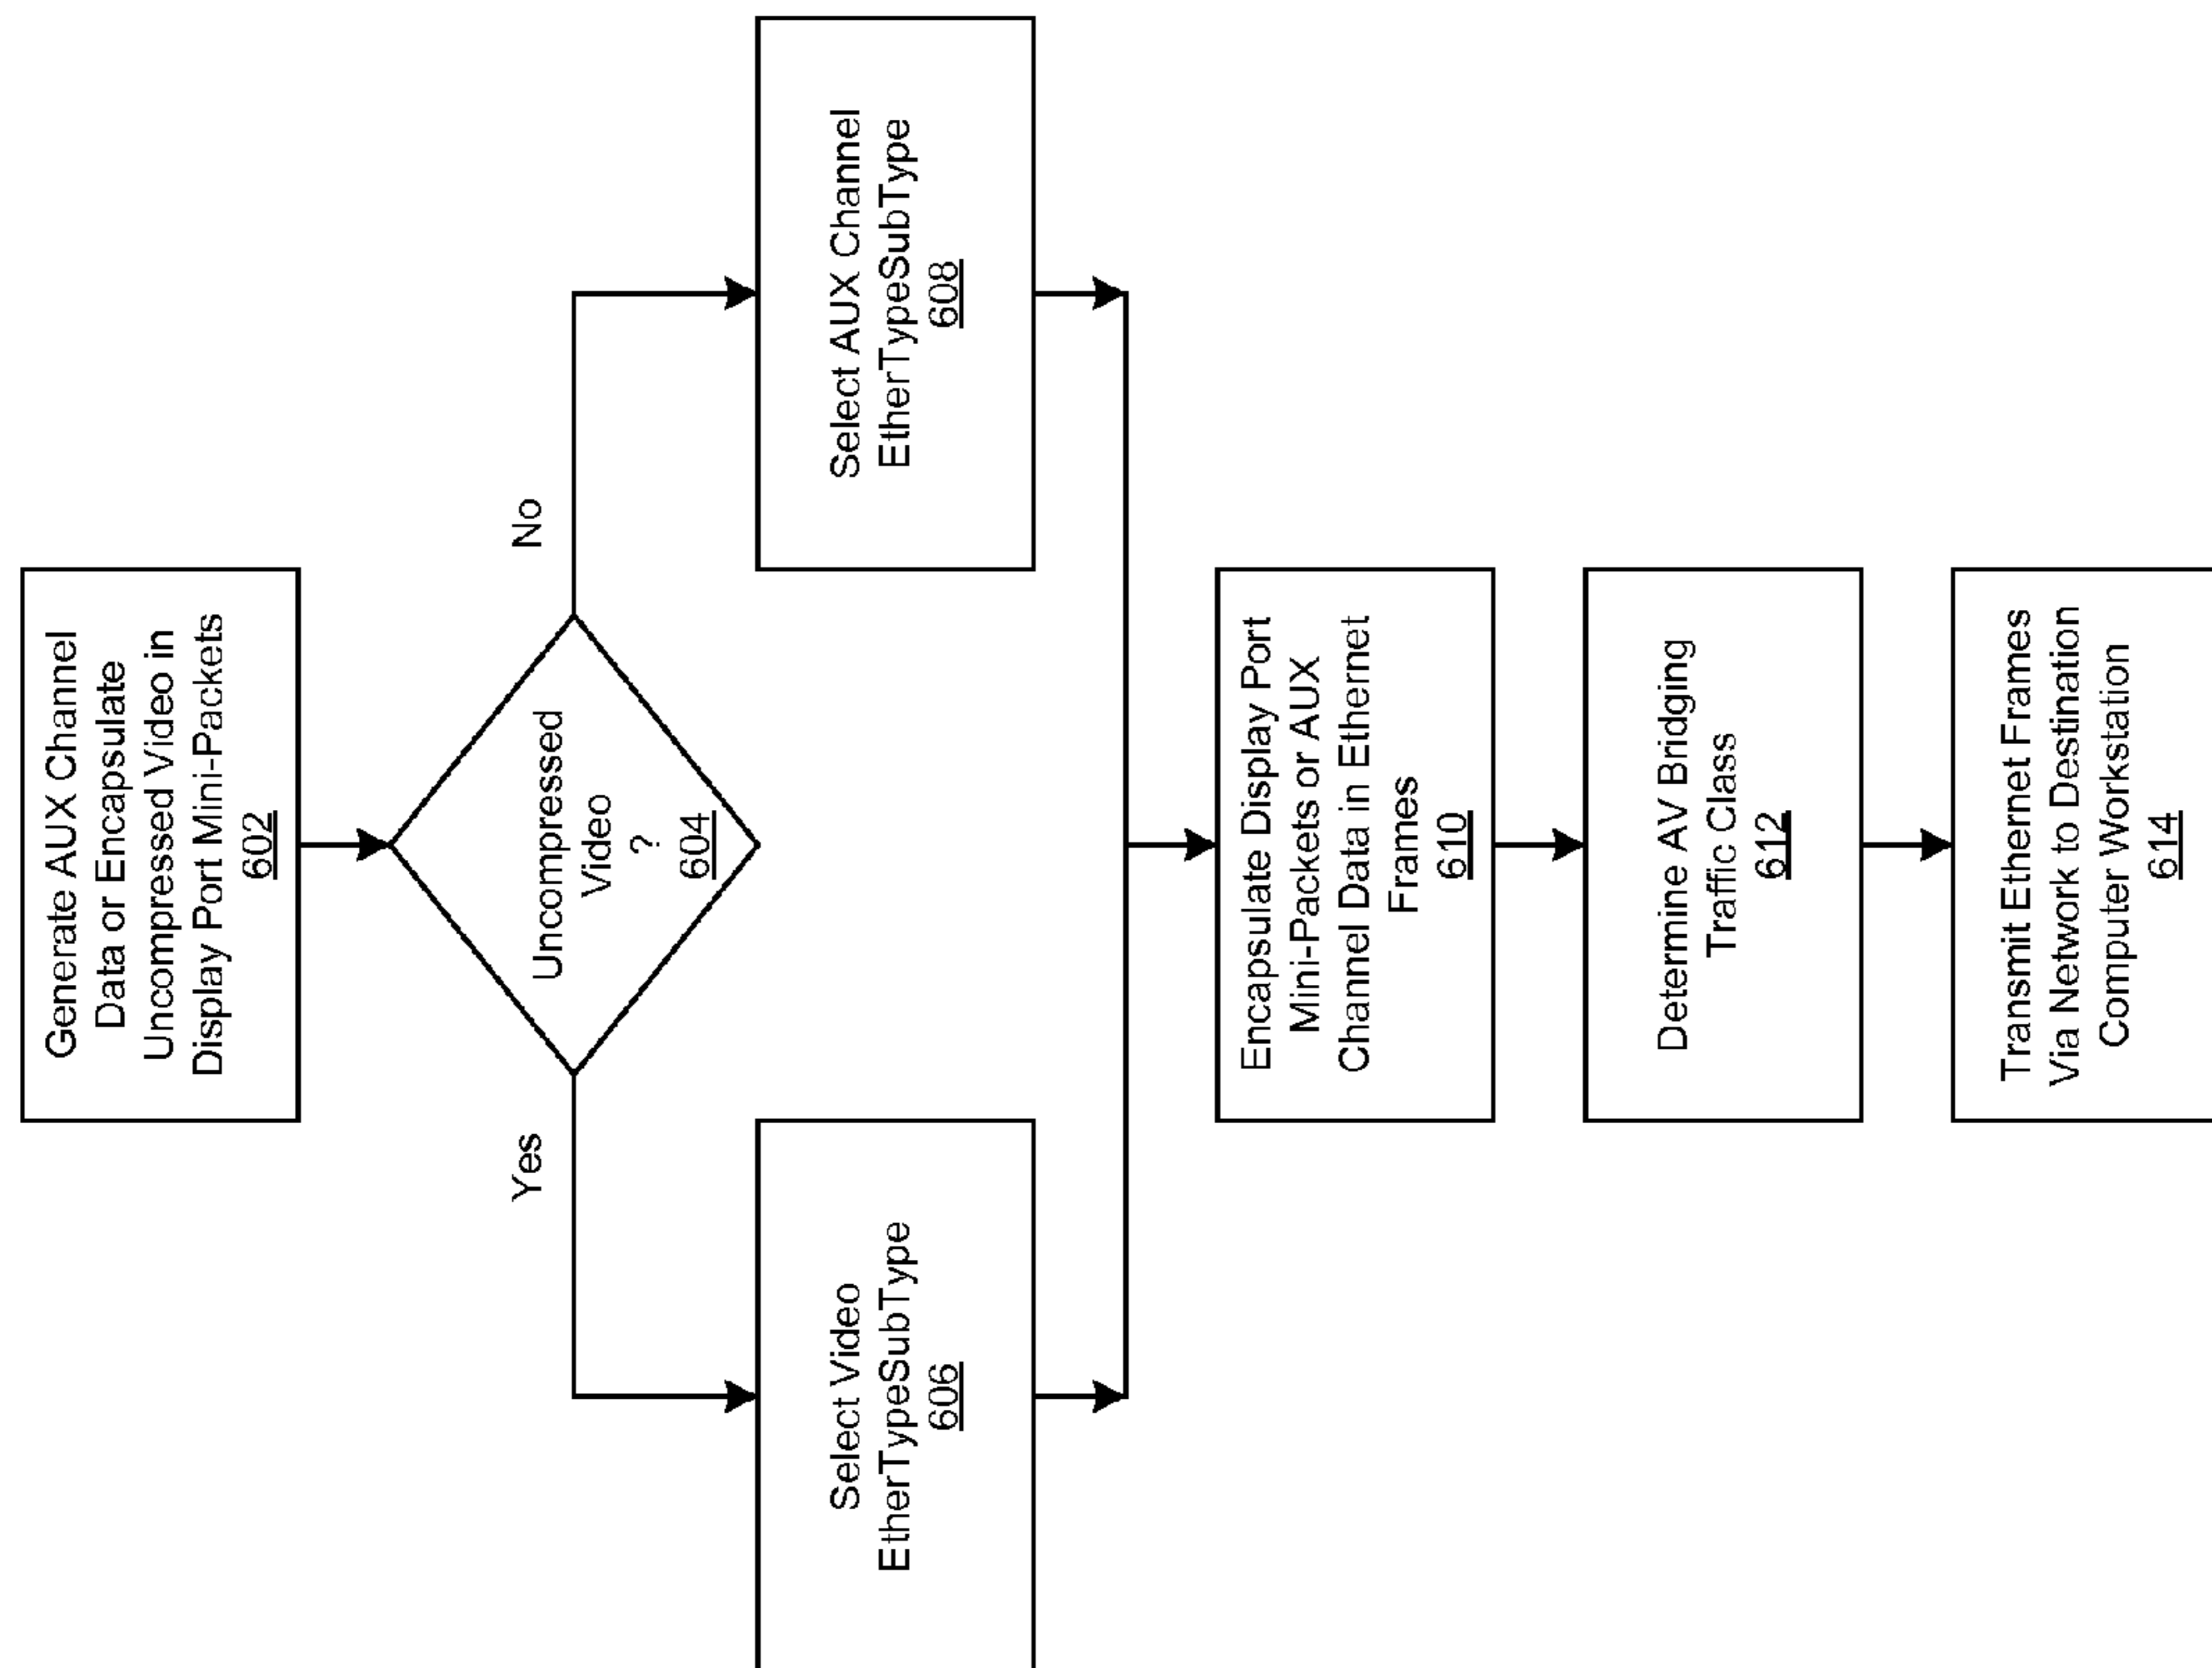 Generate AUX Channel
Data or Encapsulate
Uncompressed Video in
Display Port Mini-Packets
602
Uncompressed
Video
?
604
Yes
No
Select Video
EtherTypeSubType
606
Select AUX Channel
EtherTypeSubType
608
Encapsulate Display Port
Mini-Packets or AUX
Channel Data in Ethernet
Frames
610
Determine AV Bridging
Traffic Class
612
Transmit Ethernet Frames
Via Network to Destination
Computer Workstation
614